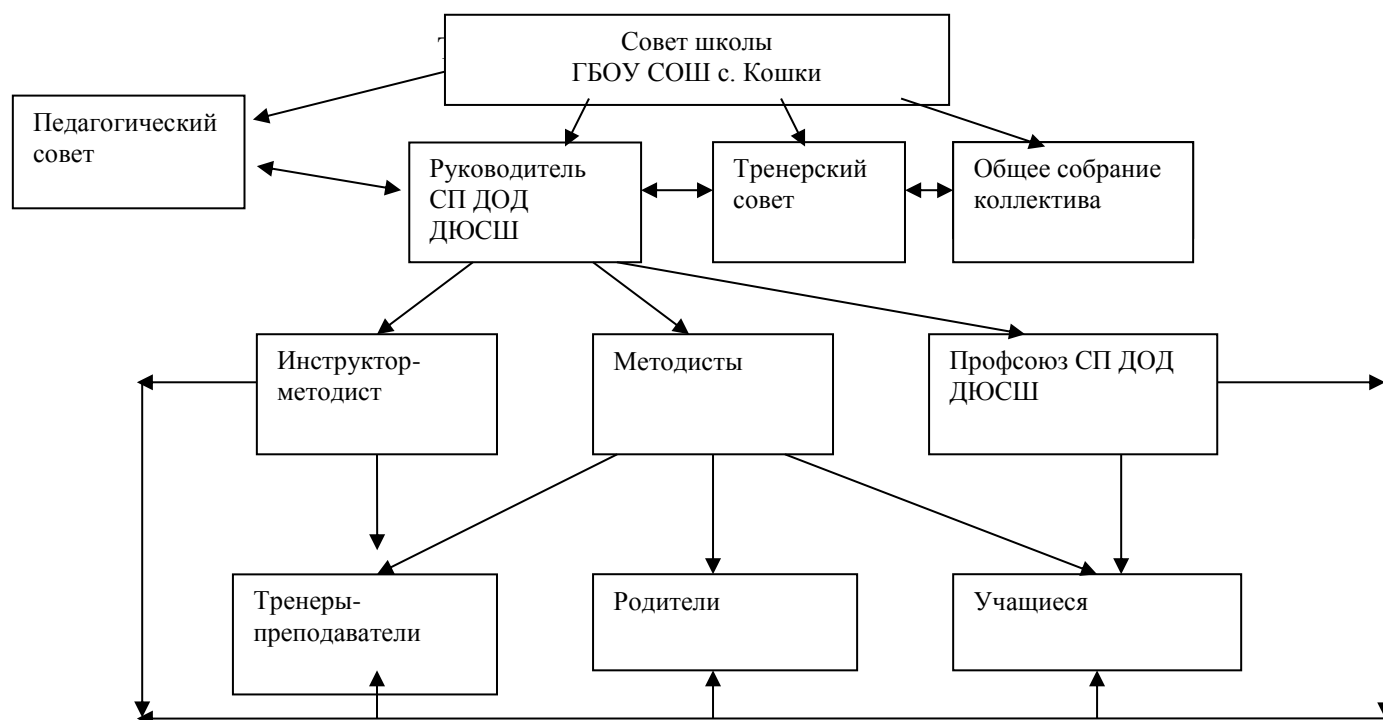 Совет школы
ГБОУ СОШ с. Кошки
Педагогический
совет
Руководитель
СП ДОД
ДЮСШ
Тренерский
совет
Общее собрание
коллектива
Инструктор-
методист
Методисты
Профсоюз СП ДОД
ДЮСШ
Тренеры-
преподаватели
Родители
Учащиеся